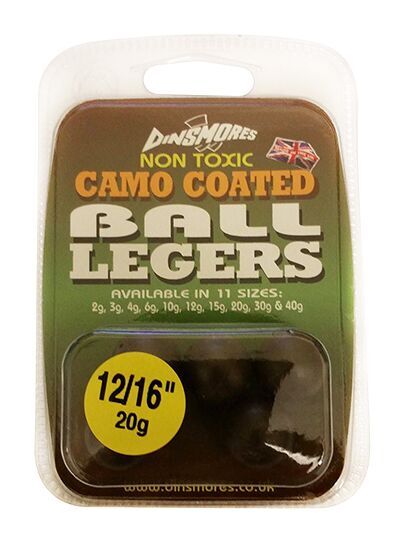 DINSMORES
NON TOXIC
CAMO COATED
BALL
LEGERS
AVAILABLE IN 11 SIZES:
2g, 3g, 4g, 6g, 10g, 12g, 15g, 20g, 30g & 40g
12/16"
20g
www.dinsmores.co.uk